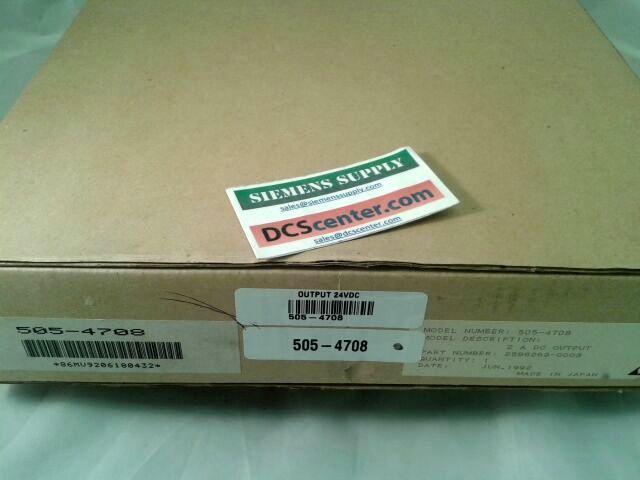 SIEMENS SUPPLY
sales@siemenssupply.com
DCScenter.com
sales@dcscenter.com
OUTPUT 24VDC
505-4708
505-4708
505-4708
*86MU9206180432*
MODEL NUMBER: 505-4708
MODEL DESCRIPTION:
2 A DC OUTPUT
PART NUMBER: 2596263-0003
QUANTITY: 1
DATE: JUN.1992
MADE IN JAPAN